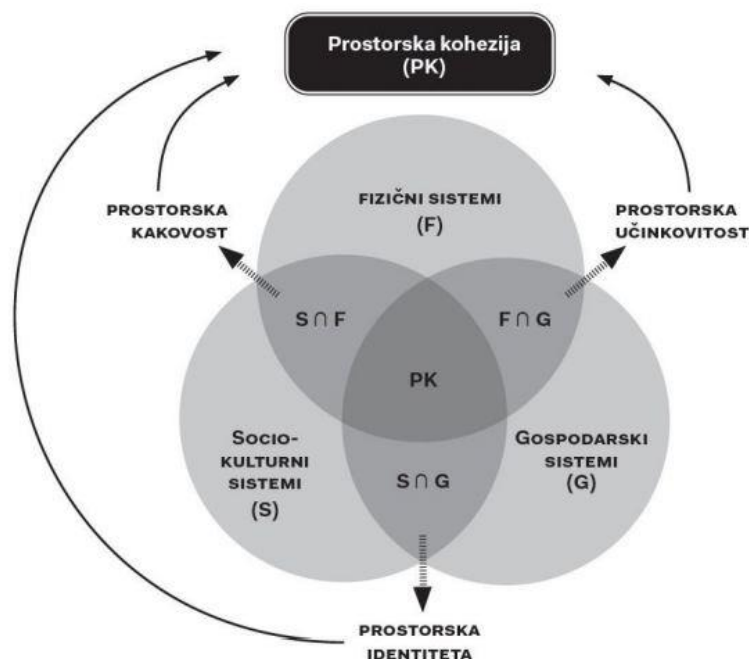 Prostorska kohezija
(PK)
FIZIČNI SISTEMI
(F)
PROSTORSKA
KAKOVOST
PROSTORSKA
UČINKOVITOST
S ∩ F
F ∩ G
PK
SOCIO-
KULTURNI
SISTEMI
(S)
GOSPODARSKI
SISTEMI
(G)
S ∩ G
PROSTORSKA
IDENTITETA